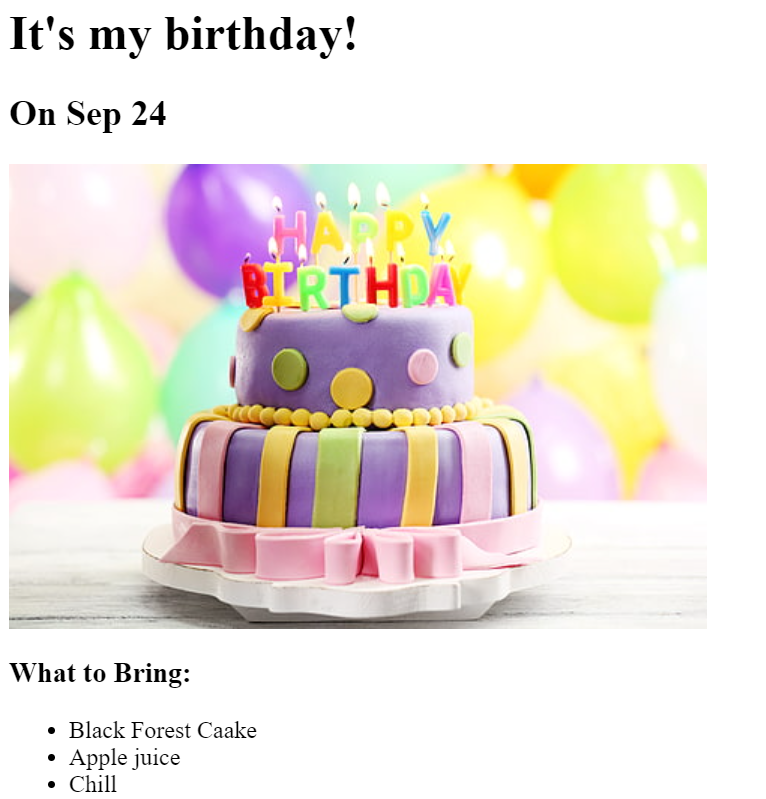 It's my birthday!
On Sep 24
HAPPY
BIRTHDAY
What to Bring:
Black Forest Caake
Apple juice
Chill